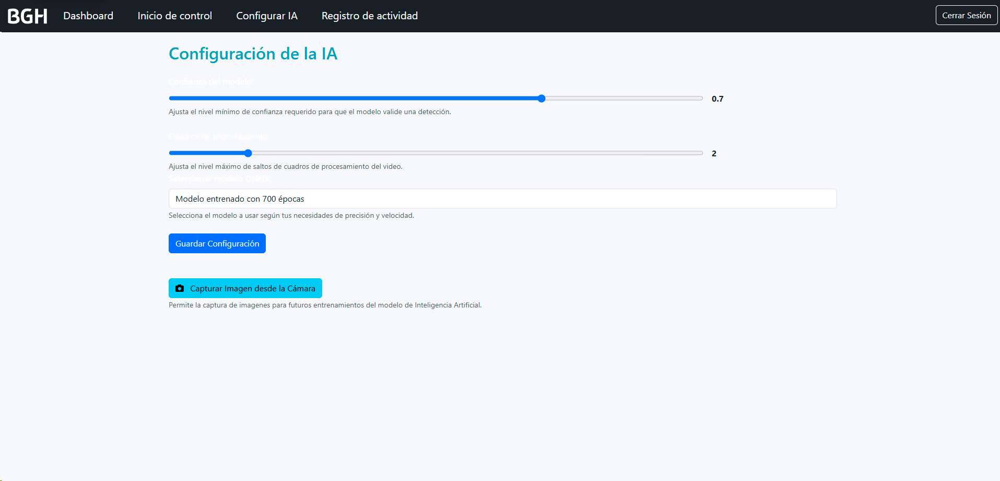 BGH Dashboard Inicio de control Configurar IA Registro de actividad Cerrar Sesión
Configuración de la IA
Confianza del modelo:
0.7
Ajusta el nivel mínimo de confianza requerido para que el modelo valide una detección.
Cuadros de procesamiento:
2
Ajusta el nivel máximo de saltos de cuadros de procesamiento del video.
Seleccionar modelo ONNX:
Modelo entrenado con 700 épocas
Selecciona el modelo a usar según tus necesidades de precisión y velocidad.
Guardar Configuración
Capturar Imagen desde la Cámara
Permite la captura de imagenes para futuros entrenamientos del modelo de Inteligencia Artificial.